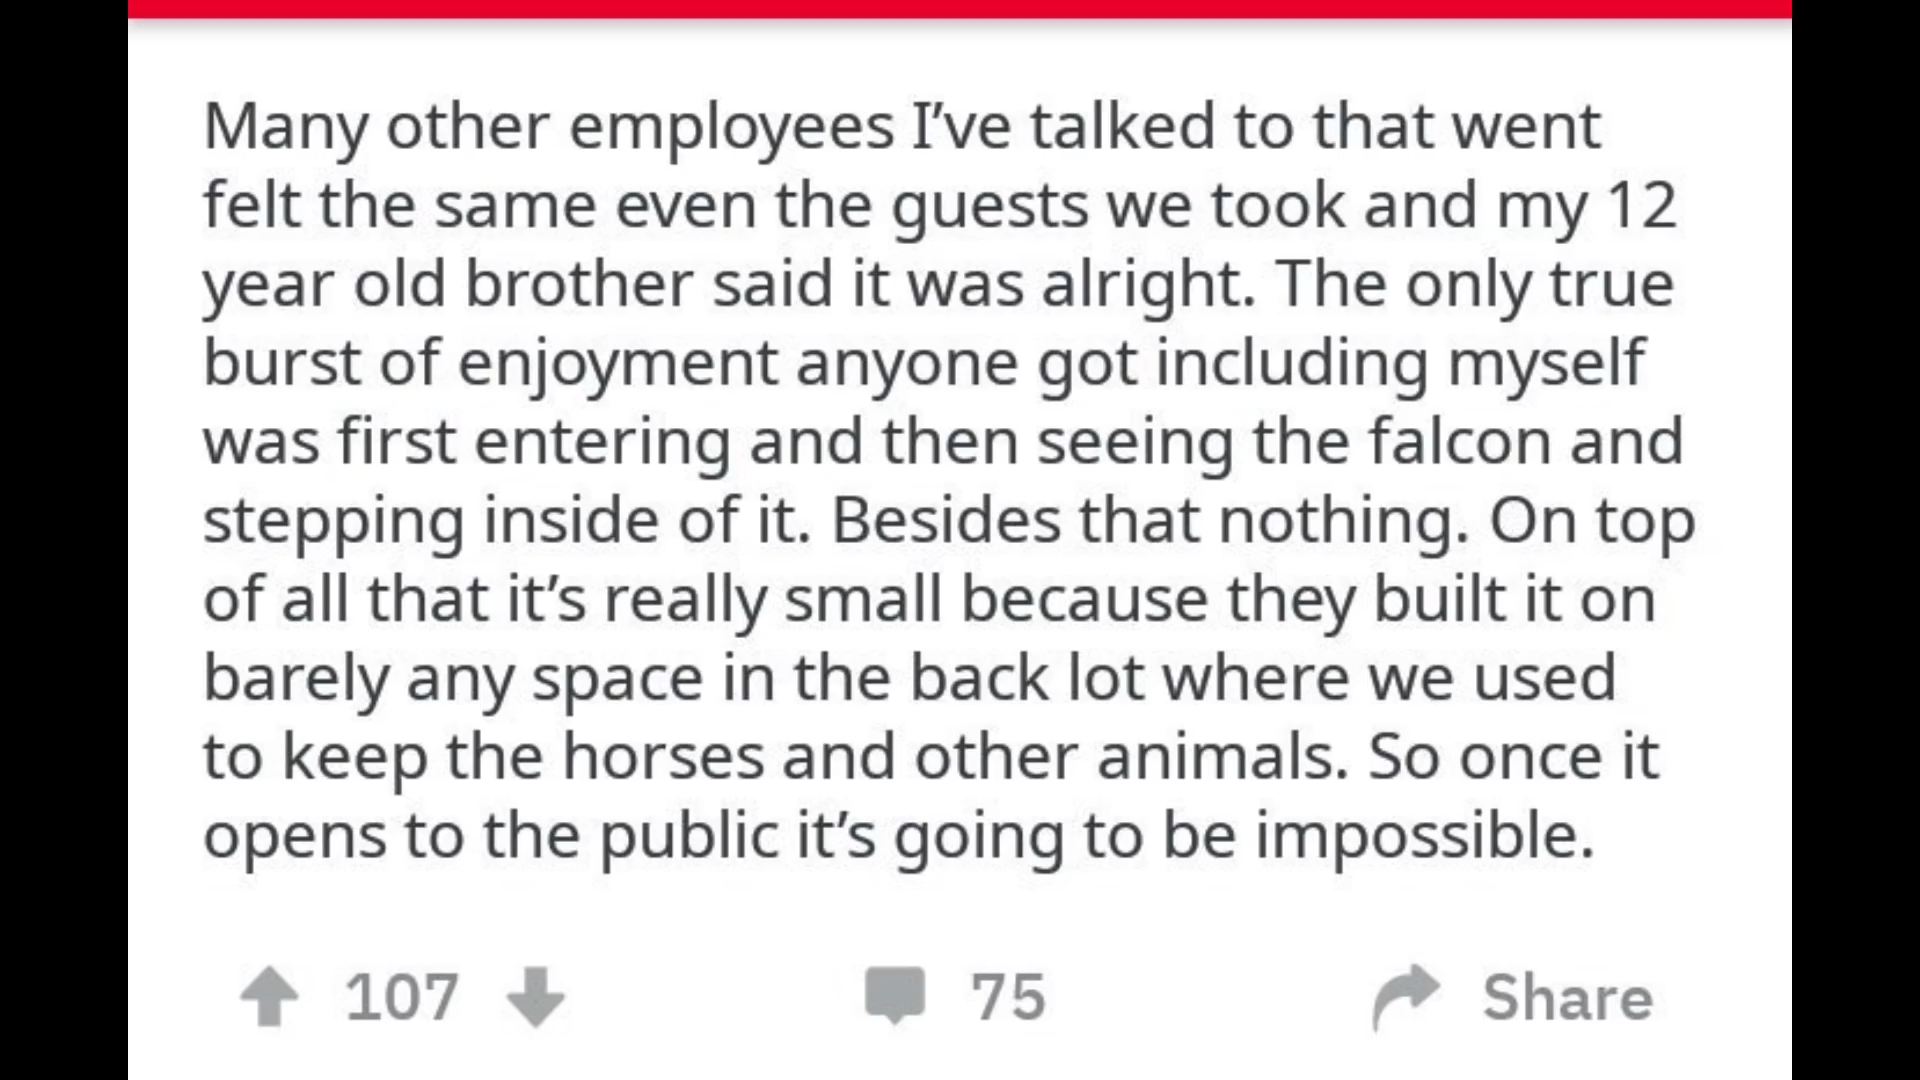 Many other employees I’ve talked to that went
felt the same even the guests we took and my 12
year old brother said it was alright. The only true
burst of enjoyment anyone got including myself
was first entering and then seeing the falcon and
stepping inside of it. Besides that nothing. On top
of all that it’s really small because they built it on
barely any space in the back lot where we used
to keep the horses and other animals. So once it
opens to the public it’s going to be impossible.
107 75 Share